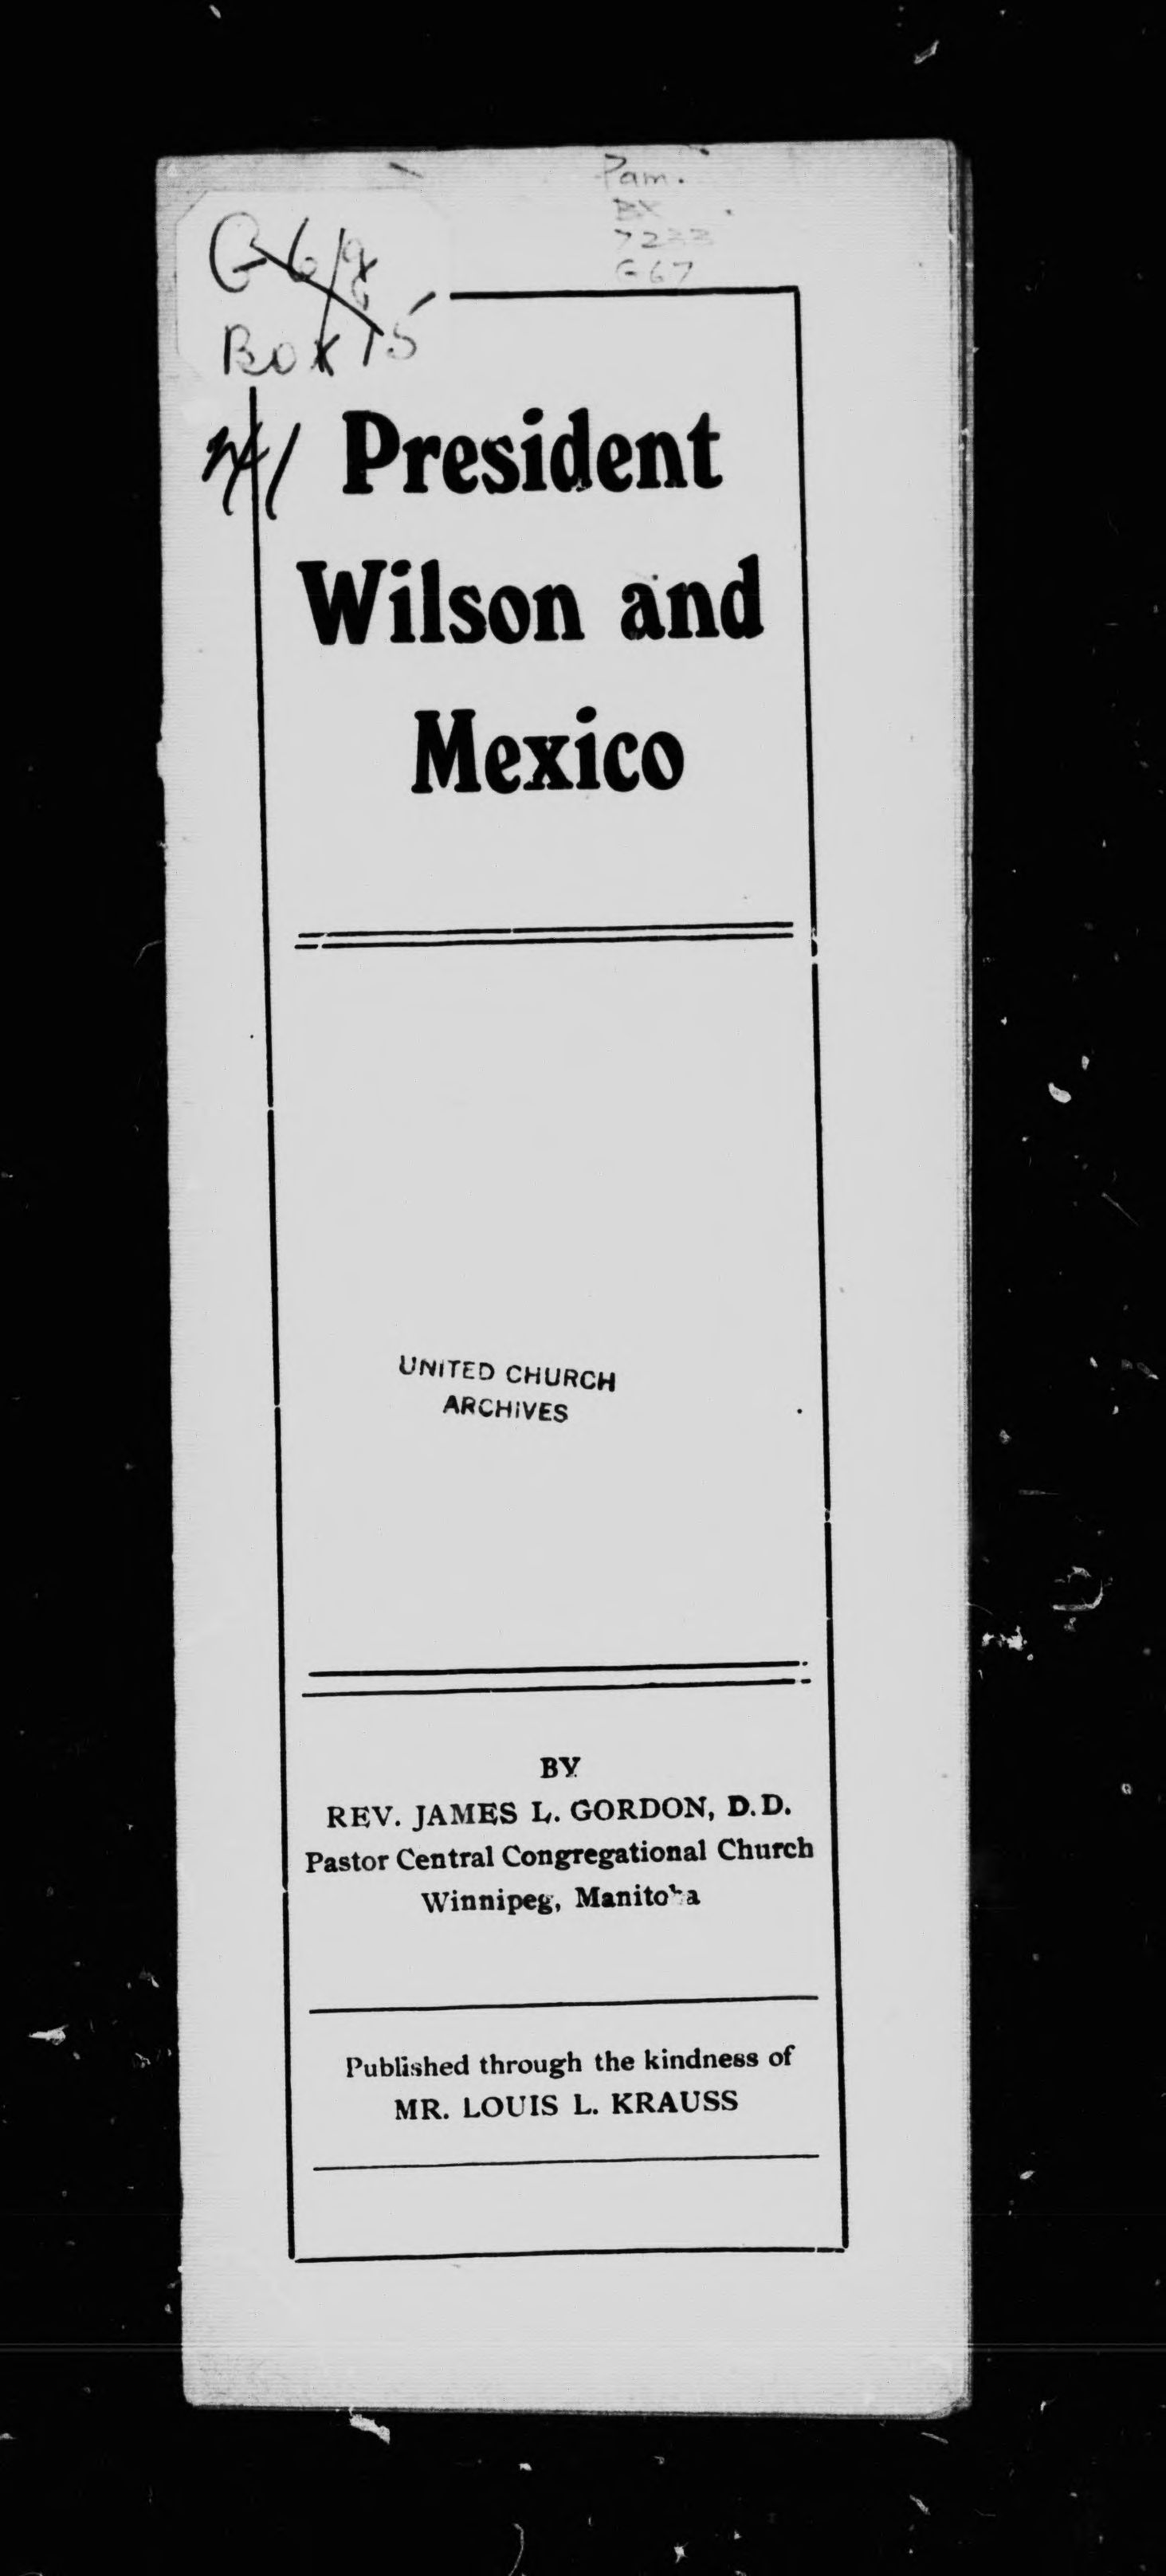 Pam.
BX
7233
G67
Box 15
President
Wilson and
Mexico
UNITED CHURCH
ARCHIVES
BY
REV. JAMES L. GORDON, D.D.
Pastor Central Congregational Church
Winnipeg, Manitoba
Published through the kindness of
MR. LOUIS L. KRAUSS